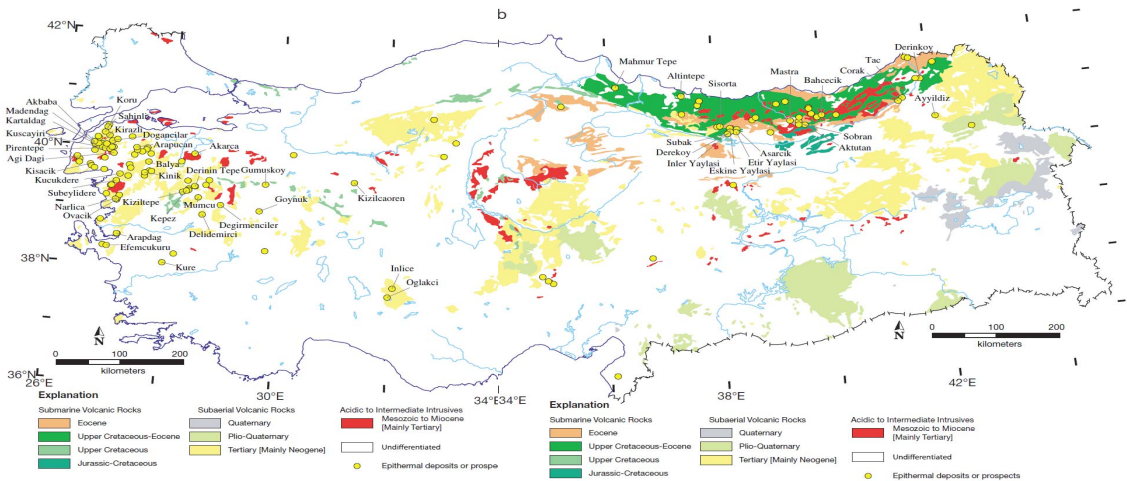 b
42°N
40°N
38°N
36°N
26°E
30°E
34°E
34°E
38°E
42°E
Akbaba
Madendag
Kartaldag
Kuscayiri
Pirentepe
Agi Dagi
Kisacik
Kucukdere
Subeylidere
Narlica
Ovacik
Koru
Sahinli
Kirazli
Dogancilar
Arapucan
Akarca
Balya
Kinik
Derinin Tepe
Gumuskoy
Kiziltepe
Kepez
Mumcu
Goynuk
Degirmenciler
Delidemirci
Arapdag
Efemcukuru
Kure
Kizilcaoren
Inlice
Oglakci
Mahmur Tepe
Altintepe
Sisorta
Mastra
Bahcecik
Corak
Tac
Derinkoy
Ayyildiz
Sobran
Aktutan
Subak
Derekoy
Inler Yaylasi
Asarcik
Etir Yaylasi
Eskine Yaylasi
N
0 100 200
kilometers
N
0 100 200
kilometers
Explanation
Submarine Volcanic Rocks
Eocene
Upper Cretaceous-Eocene
Upper Cretaceous
Jurassic-Cretaceous
Subaerial Volcanic Rocks
Quaternary
Plio-Quaternary
Tertiary [Mainly Neogene]
Acidic to Intermediate Intrusives
Mesozoic to Miocene
[Mainly Tertiary]
Undifferentiated
Epithermal deposits or prospe
Explanation
Submarine Volcanic Rocks
Eocene
Upper Cretaceous-Eocene
Upper Cretaceous
Jurassic-Cretaceous
Subaerial Volcanic Rocks
Quaternary
Plio-Quaternary
Tertiary [Mainly Neogene]
Acidic to Intermediate Intrusives
Mesozoic to Miocene
[Mainly Tertiary]
Undifferentiated
Epithermal deposits or prospects